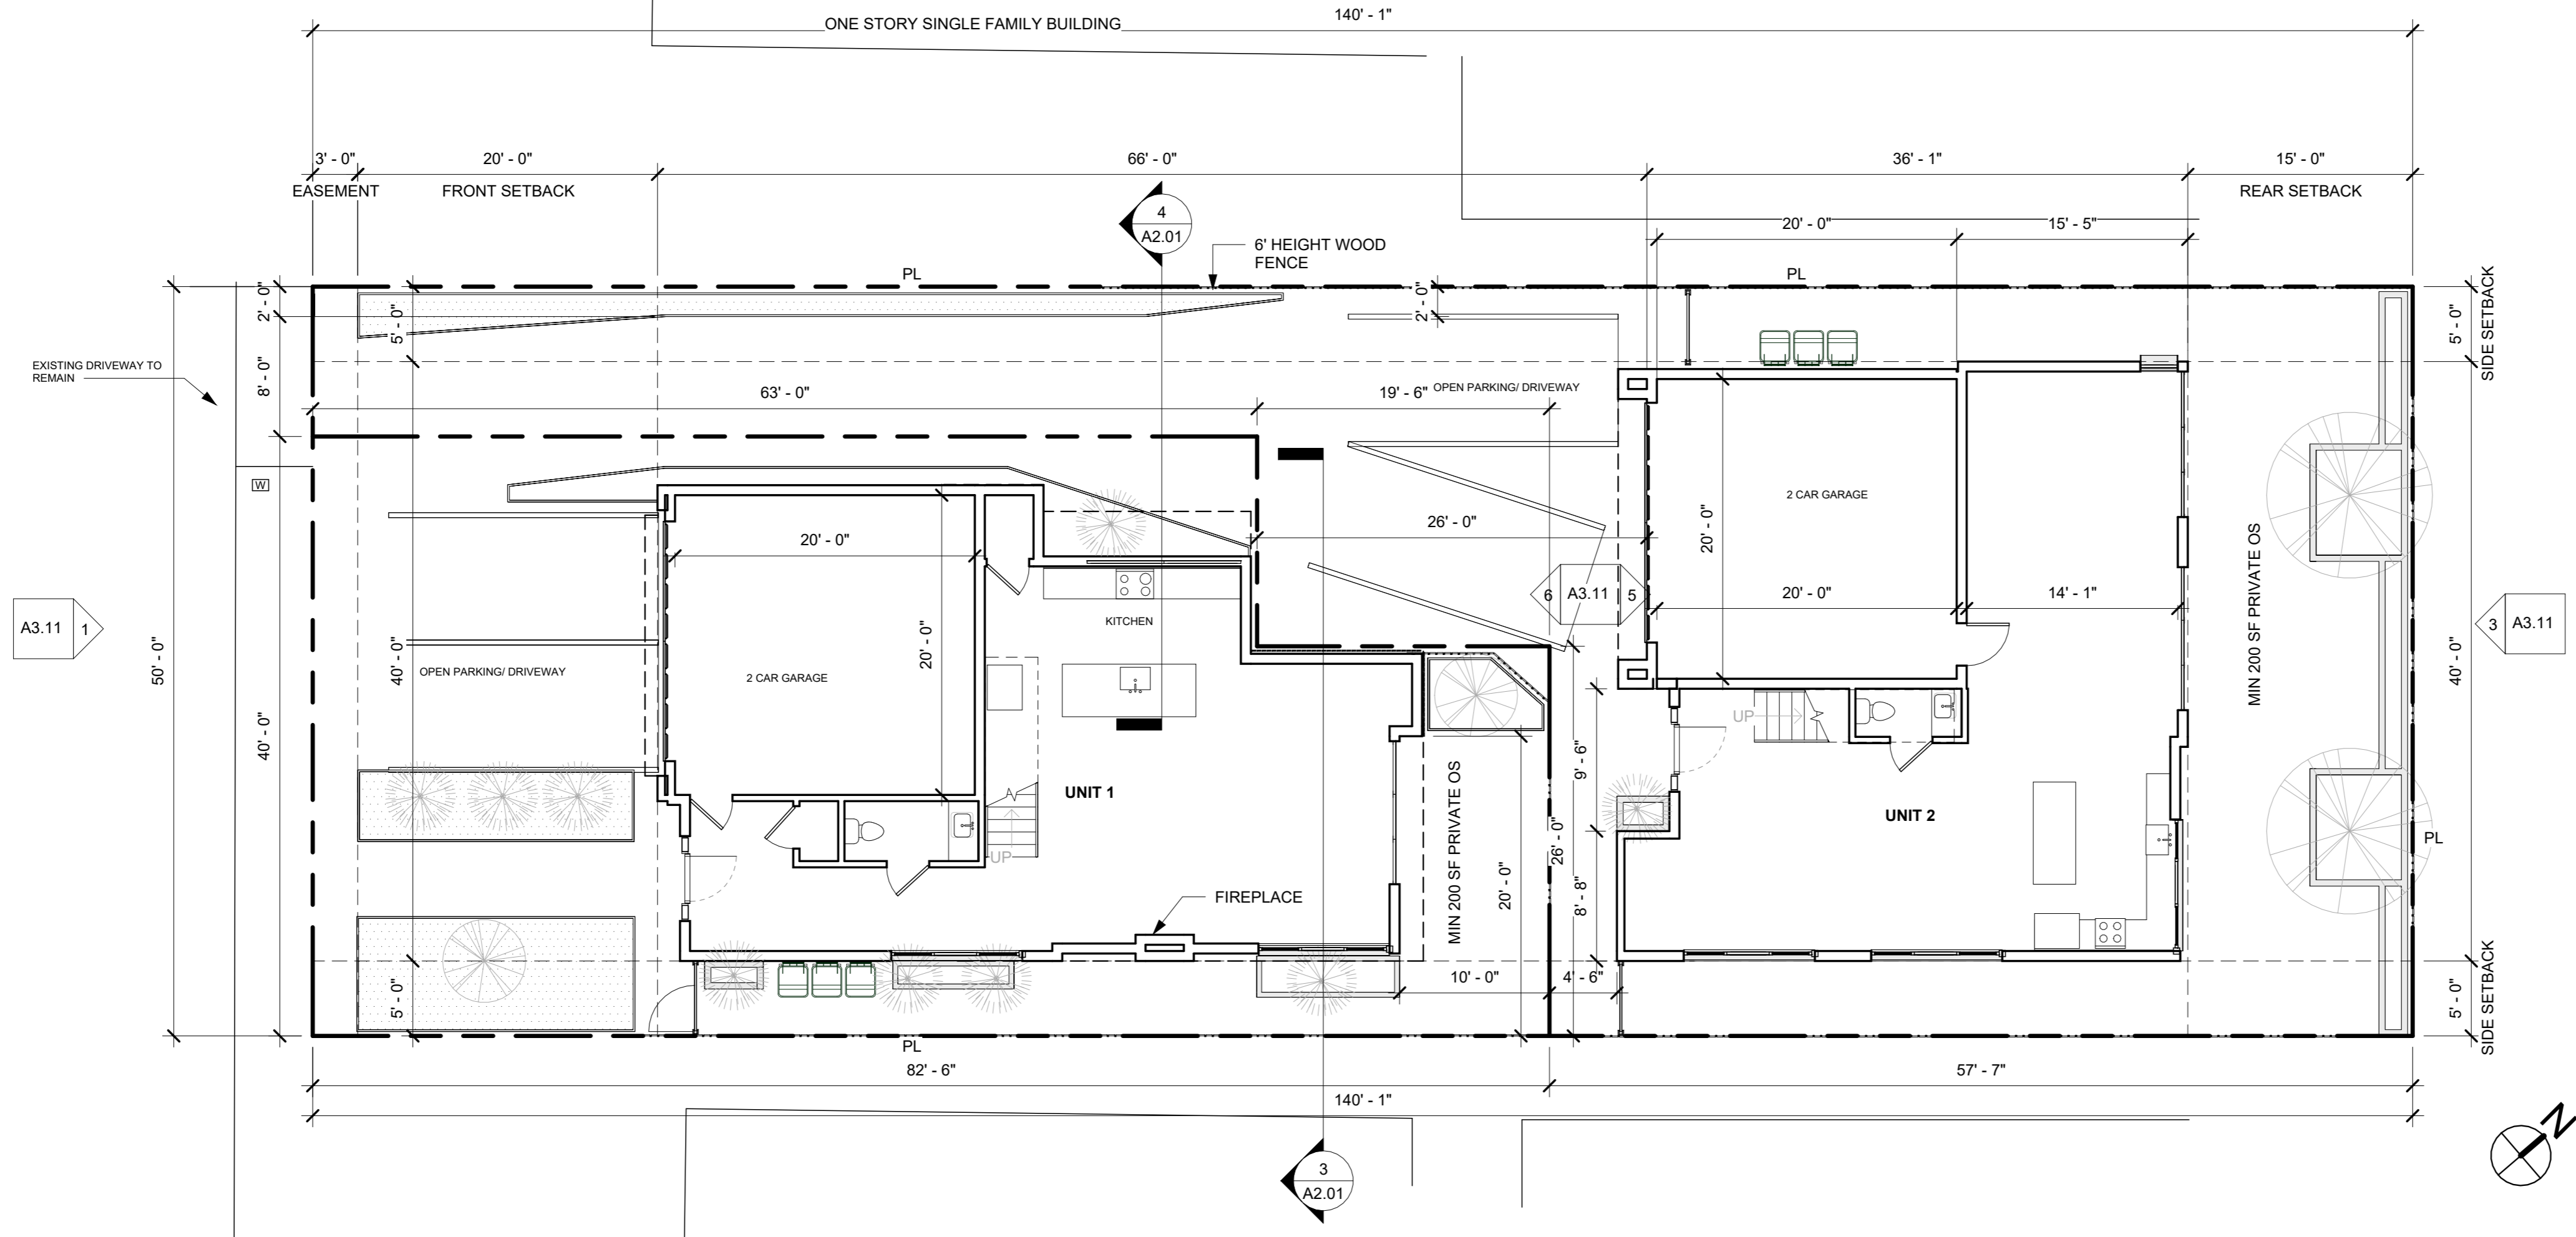 ONE STORY SINGLE FAMILY BUILDING
140' - 1"
3' - 0"
20' - 0"
66' - 0"
36' - 1"
15' - 0"
EASEMENT
FRONT SETBACK
REAR SETBACK
4
A2.01
20' - 0"
15' - 5"
6' HEIGHT WOOD
FENCE
PL
PL
2' - 0"
5' - 0"
2' - 0"
5' - 0"
SIDE SETBACK
EXISTING DRIVEWAY TO
REMAIN
8' - 0"
63' - 0"
19' - 6"
OPEN PARKING/ DRIVEWAY
W
2 CAR GARAGE
20' - 0"
26' - 0"
20' - 0"
MIN 200 SF PRIVATE OS
A3.11
1
50' - 0"
40' - 0"
OPEN PARKING/ DRIVEWAY
2 CAR GARAGE
20' - 0"
KITCHEN
6
A3.11
5
20' - 0"
14' - 1"
3
A3.11
40' - 0"
40' - 0"
UP
UNIT 1
UP
MIN 200 SF PRIVATE OS
9' - 6"
UNIT 2
PL
26' - 0"
20' - 0"
8' - 8"
FIREPLACE
10' - 0"
4' - 6"
5' - 0"
5' - 0"
SIDE SETBACK
PL
82' - 6"
57' - 7"
140' - 1"
3
A2.01
N